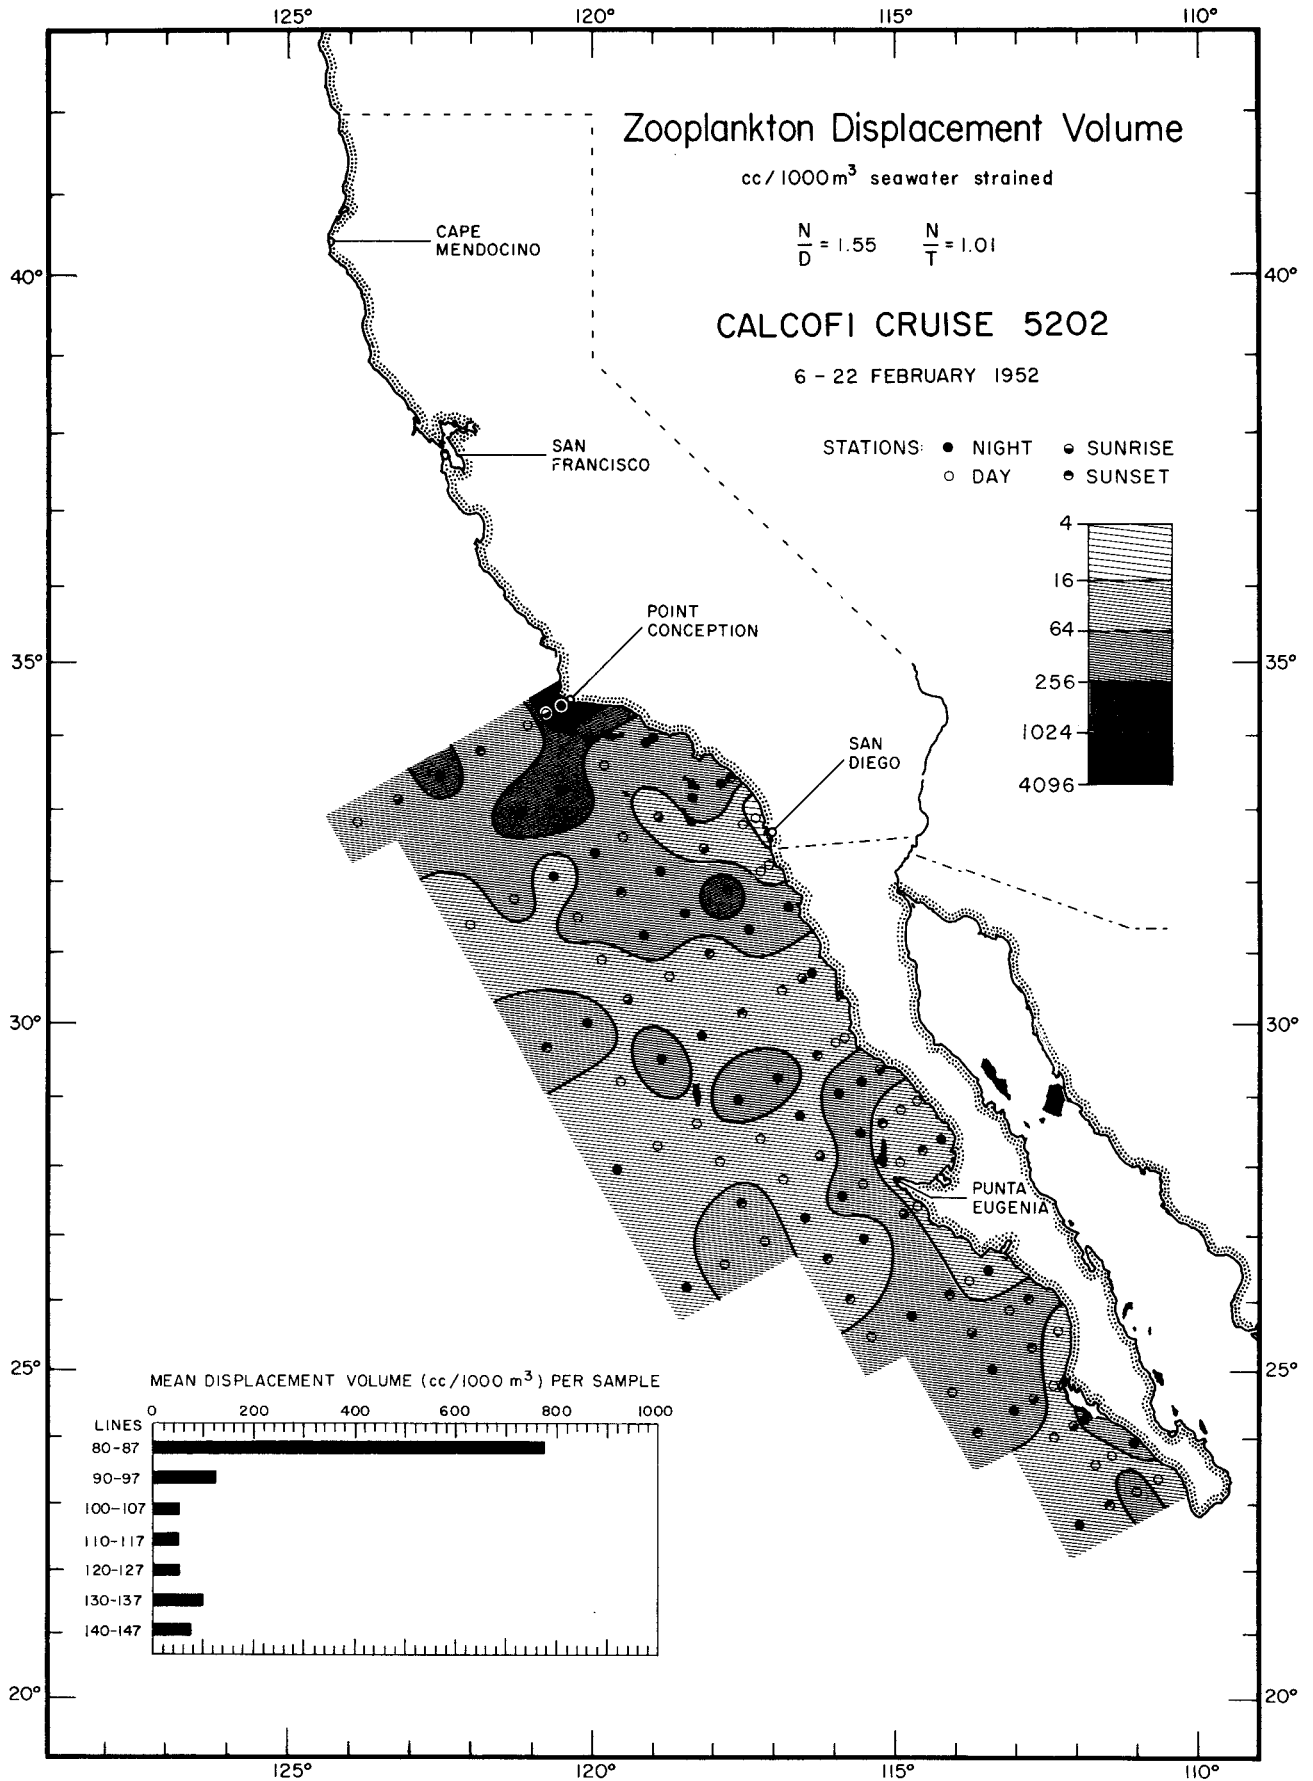 125° 120° 115° 110°
Zooplankton Displacement Volume
cc/1000m³ seawater strained
N/D = 1.55 N/T = 1.01
CALCOFI CRUISE 5202
6 – 22 FEBRUARY 1952
STATIONS: ● NIGHT ◒ SUNRISE
○ DAY ◓ SUNSET
4
16
64
256
1024
4096
CAPE
MENDOCINO
40° 40°
SAN
FRANCISCO
POINT
CONCEPTION
35° 35°
SAN
DIEGO
30° 30°
PUNTA
EUGENIA
25° 25°
MEAN DISPLACEMENT VOLUME (cc/1000 m³) PER SAMPLE
0 200 400 600 800 1000
LINES
80-87
90-97
100-107
110-117
120-127
130-137
140-147
20° 20°
125° 120° 115° 110°